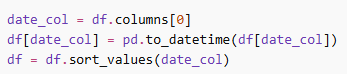 date_col = df.columns[0]
df[date_col] = pd.to_datetime(df[date_col])
df = df.sort_values(date_col)